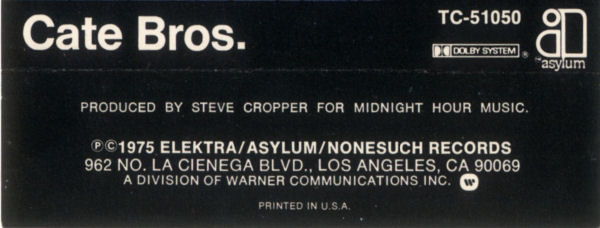 Cate Bros.
TC-51050
DOLBY SYSTEM ®
™ asylum
PRODUCED BY STEVE CROPPER FOR MIDNIGHT HOUR MUSIC.
Ⓟ©1975 ELEKTRA/ASYLUM/NONESUCH RECORDS
962 NO. LA CIENEGA BLVD., LOS ANGELES, CA 90069
A DIVISION OF WARNER COMMUNICATIONS INC.
PRINTED IN U.S.A.